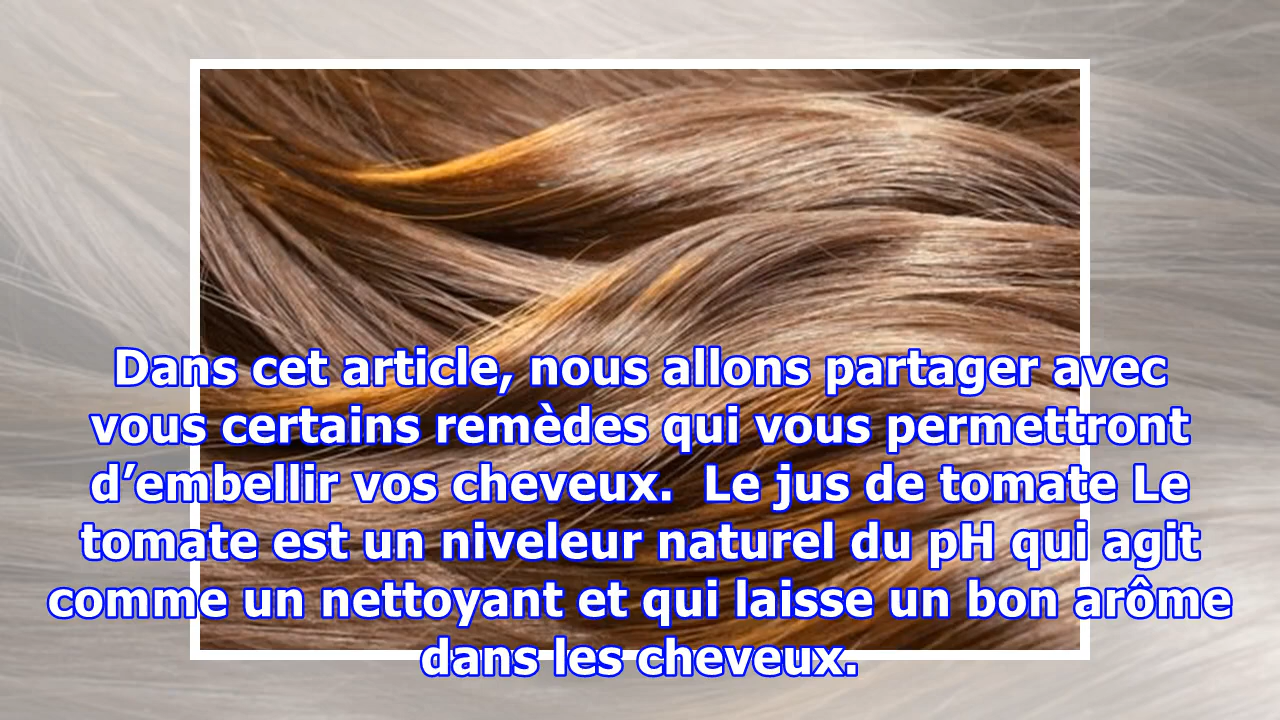 Dans cet article, nous allons partager avec
vous certains remèdes qui vous permettront
d’embellir vos cheveux.  Le jus de tomate Le
tomate est un niveleur naturel du pH qui agit
comme un nettoyant et qui laisse un bon arôme
dans les cheveux.